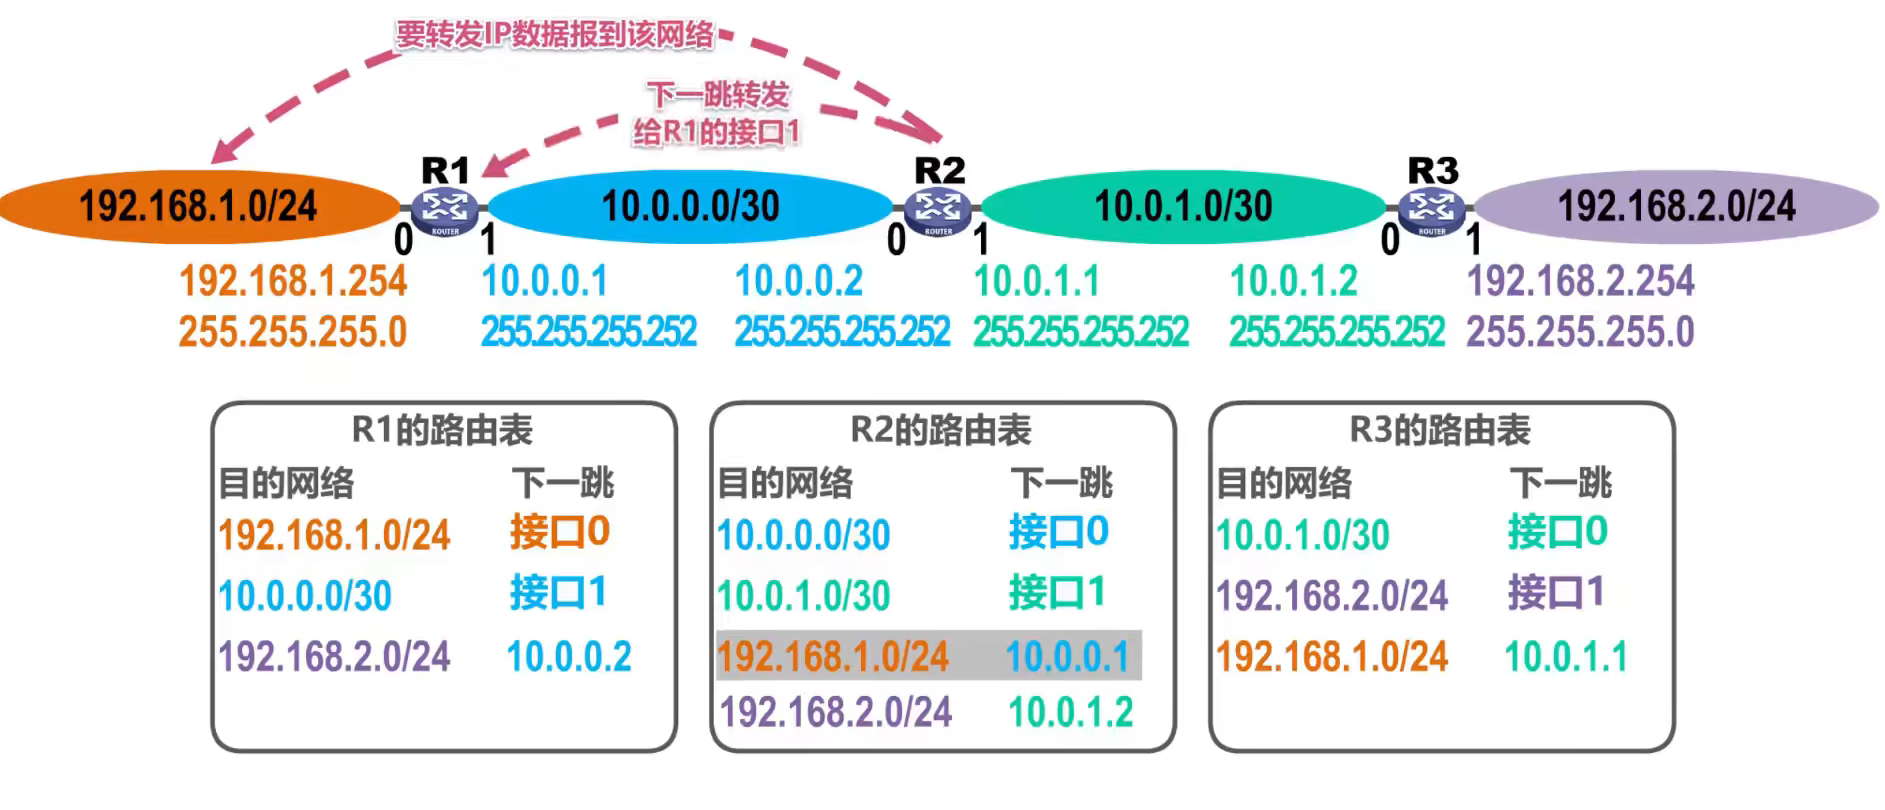 要转发IP数据报到该网络
下一跳转发
给R1的接口1
R1 R2 R3
192.168.1.0/24 10.0.0.0/30 10.0.1.0/30 192.168.2.0/24
ROUTER ROUTER ROUTER
0 1 0 1 0 1
192.168.1.254 10.0.0.1 10.0.0.2 10.0.1.1 10.0.1.2 192.168.2.254
255.255.255.0 255.255.255.252 255.255.255.252 255.255.255.252 255.255.255.252 255.255.255.0
R1的路由表
目的网络 下一跳
192.168.1.0/24 接口0
10.0.0.0/30 接口1
192.168.2.0/24 10.0.0.2
R2的路由表
目的网络 下一跳
10.0.0.0/30 接口0
10.0.1.0/30 接口1
192.168.1.0/24 10.0.0.1
192.168.2.0/24 10.0.1.2
R3的路由表
目的网络 下一跳
10.0.1.0/30 接口0
192.168.2.0/24 接口1
192.168.1.0/24 10.0.1.1